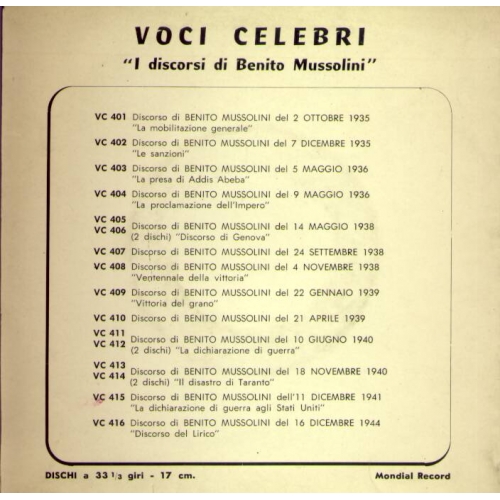 VOCI CELEBRI
"I discorsi di Benito Mussolini"
VC 401 Discorso di BENITO MUSSOLINI del 2 OTTOBRE 1935
"La mobilitazione generale"
VC 402 Discorso di BENITO MUSSOLINI del 7 DICEMBRE 1935
"Le sanzioni"
VC 403 Discorso di BENITO MUSSOLINI del 5 MAGGIO 1936
"La presa di Addis Abeba"
VC 404 Discorso di BENITO MUSSOLINI del 9 MAGGIO 1936
"La proclamazione dell'Impero"
VC 405
VC 406 Discorso di BENITO MUSSOLINI del 14 MAGGIO 1938
(2 dischi) "Discorso di Genova"
VC 407 Discorso di BENITO MUSSOLINI del 24 SETTEMBRE 1938
VC 408 Discorso di BENITO MUSSOLINI del 4 NOVEMBRE 1938
"Ventennale della vittoria"
VC 409 Discorso di BENITO MUSSOLINI del 22 GENNAIO 1939
"Vittoria del grano"
VC 410 Discorso di BENITO MUSSOLINI del 21 APRILE 1939
VC 411
VC 412 Discorso di BENITO MUSSOLINI del 10 GIUGNO 1940
(2 dischi) "La dichiarazione di guerra"
VC 413
VC 414 Discorso di BENITO MUSSOLINI del 18 NOVEMBRE 1940
(2 dischi) "Il disastro di Taranto"
VC 415 Discorso di BENITO MUSSOLINI dell'11 DICEMBRE 1941
"La dichiarazione di guerra agli Stati Uniti"
VC 416 Discorso di BENITO MUSSOLINI del 16 DICEMBRE 1944
"Discorso del Lirico"
DISCHI a 33 1/3 giri - 17 cm. Mondial Record